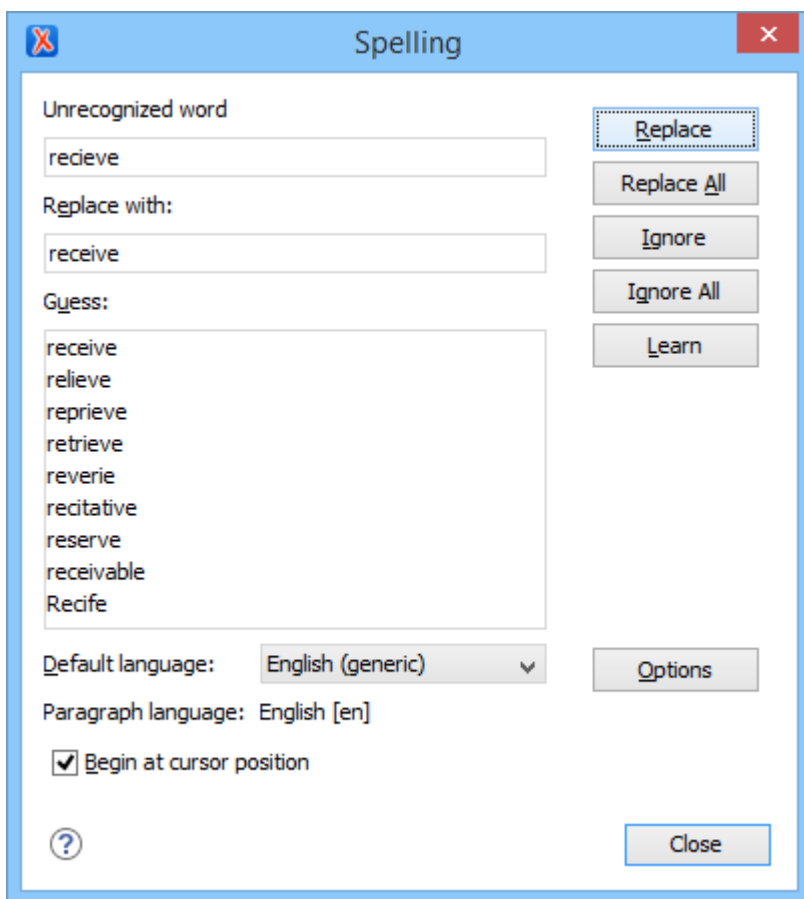 Spelling
Unrecognized word
recieve
Replace with:
receive
Guess:
receive
relieve
reprieve
retrieve
reverie
recitative
reserve
receivable
Recife
Replace
Replace All
Ignore
Ignore All
Learn
Default language: English (generic)
Options
Paragraph language: English [en]
Begin at cursor position
?
Close